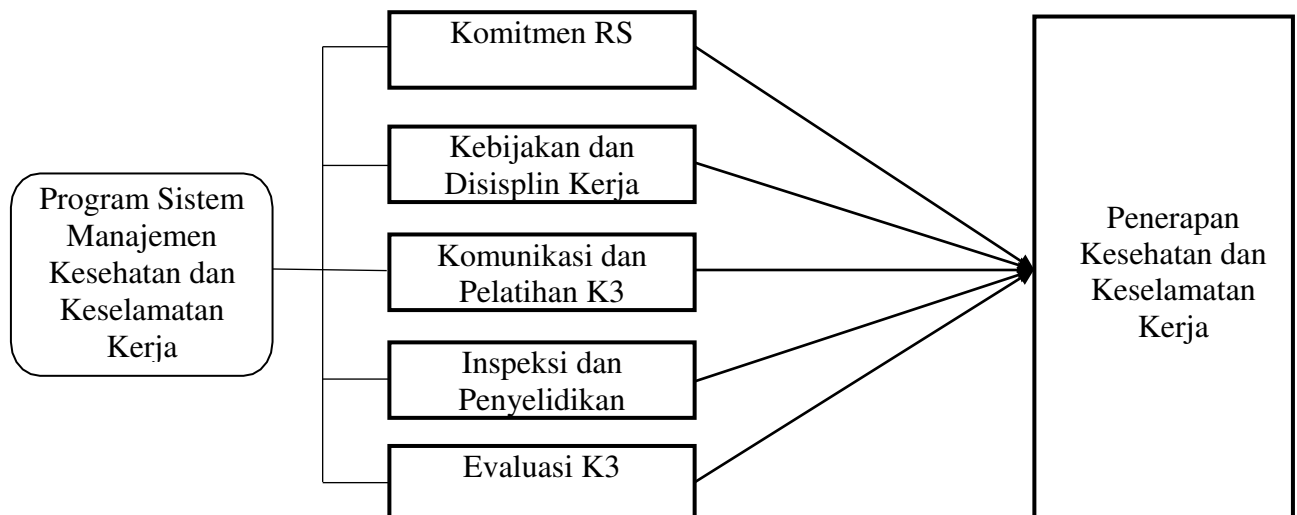 Program Sistem
Manajemen
Kesehatan dan
Keselamatan
Kerja
Komitmen RS
Kebijakan dan
Disisplin Kerja
Komunikasi dan
Pelatihan K3
Inspeksi dan
Penyelidikan
Evaluasi K3
Penerapan
Kesehatan dan
Keselamatan
Kerja